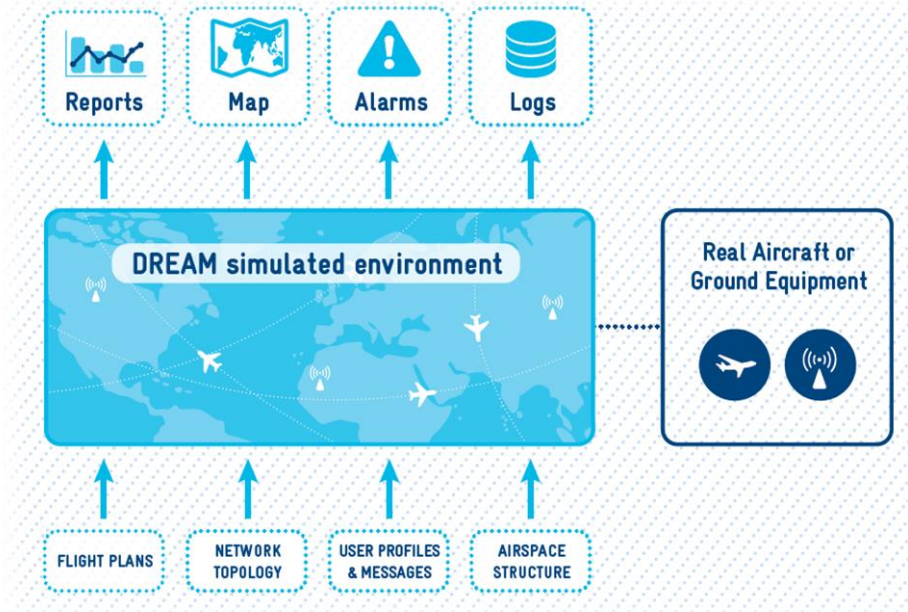 Reports
Map
Alarms
Logs
DREAM simulated environment
Real Aircraft or
Ground Equipment
FLIGHT PLANS
NETWORK
TOPOLOGY
USER PROFILES
& MESSAGES
AIRSPACE
STRUCTURE